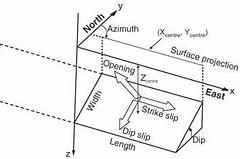 y
North
Azimuth
(Xcentre, Ycentre)
Surface projection
Opening
Zcentre
x
East
Width
Strike slip
Dip slip
Dip
Length
z